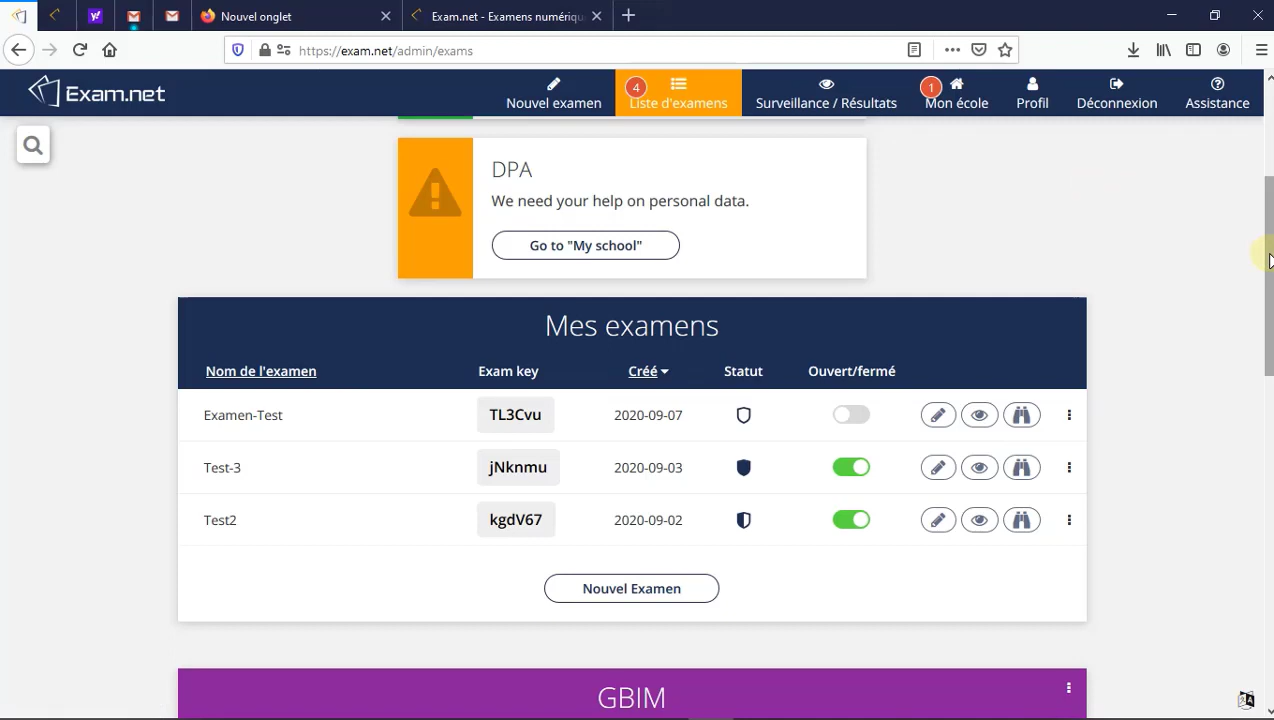 Nouvel onglet
Exam.net - Examens numériqu
https://exam.net/admin/exams
Exam.net
Nouvel examen
4
Liste d'examens
Surveillance / Résultats
1
Mon école
Profil
Déconnexion
Assistance
DPA
We need your help on personal data.
Go to "My school"
Mes examens
Nom de l'examen Exam key Créé Statut Ouvert/fermé
Examen-Test TL3Cvu 2020-09-07
Test-3 jNknmu 2020-09-03
Test2 kgdV67 2020-09-02
Nouvel Examen
GBIM